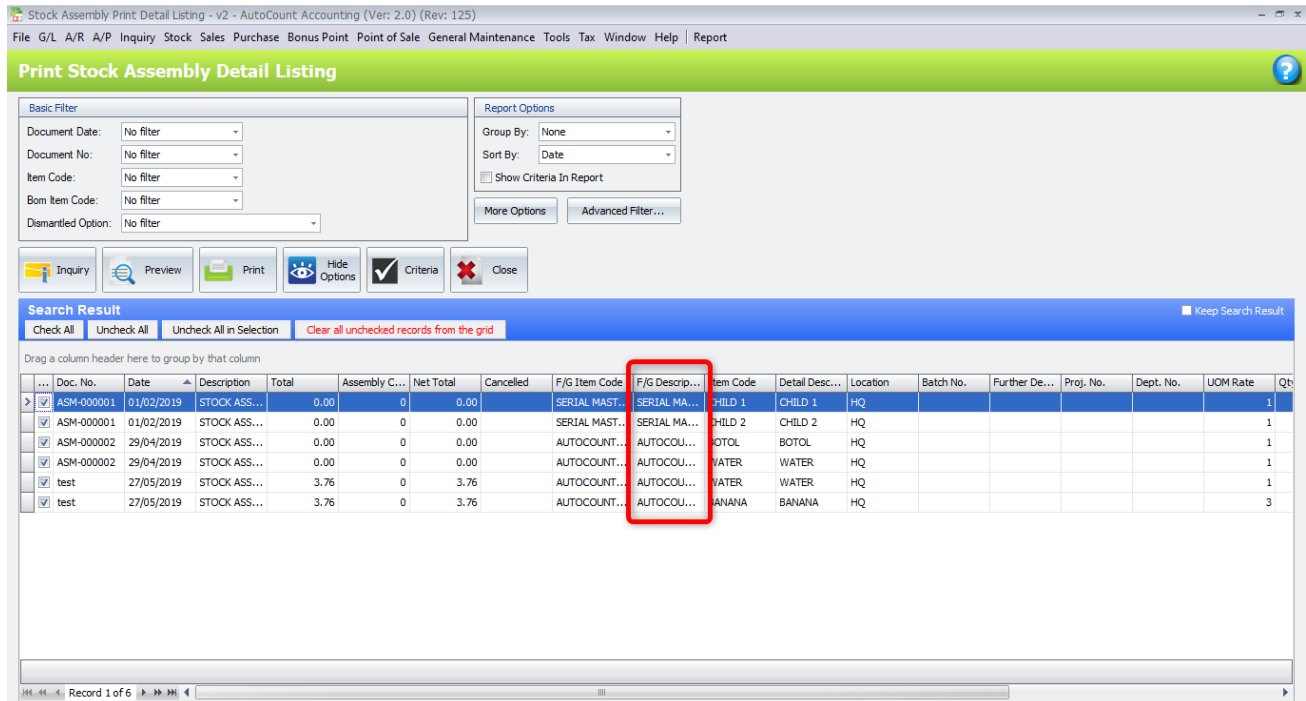 Stock Assembly Print Detail Listing - v2 - AutoCount Accounting (Ver: 2.0) (Rev: 125)
File G/L A/R A/P Inquiry Stock Sales Purchase Bonus Point Point of Sale General Maintenance Tools Tax Window Help Report
Print Stock Assembly Detail Listing
Basic Filter
Document Date: No filter
Document No: No filter
Item Code: No filter
Bom Item Code: No filter
Dismantled Option: No filter
Report Options
Group By: None
Sort By: Date
Show Criteria In Report
More Options Advanced Filter...
Inquiry Preview Print Hide Options Criteria Close
Search Result Keep Search Result
Check All Uncheck All Uncheck All in Selection Clear all unchecked records from the grid
Drag a column header here to group by that column
... Doc. No. Date Description Total Assembly C... Net Total Cancelled F/G Item Code F/G Descrip... tem Code Detail Desc... Location Batch No. Further De... Proj. No. Dept. No. UOM Rate Qty
ASM-000001 01/02/2019 STOCK ASS... 0.00 0 0.00 SERIAL MAST... SERIAL MA... CHILD 1 CHILD 1 HQ 1
ASM-000001 01/02/2019 STOCK ASS... 0.00 0 0.00 SERIAL MAST... SERIAL MA... CHILD 2 CHILD 2 HQ 1
ASM-000002 29/04/2019 STOCK ASS... 0.00 0 0.00 AUTOCOUNT... AUTOCOU... BOTOL BOTOL HQ 1
ASM-000002 29/04/2019 STOCK ASS... 0.00 0 0.00 AUTOCOUNT... AUTOCOU... WATER WATER HQ 1
test 27/05/2019 STOCK ASS... 3.76 0 3.76 AUTOCOUNT... AUTOCOU... WATER WATER HQ 1
test 27/05/2019 STOCK ASS... 3.76 0 3.76 AUTOCOUNT... AUTOCOU... BANANA BANANA HQ 3
Record 1 of 6